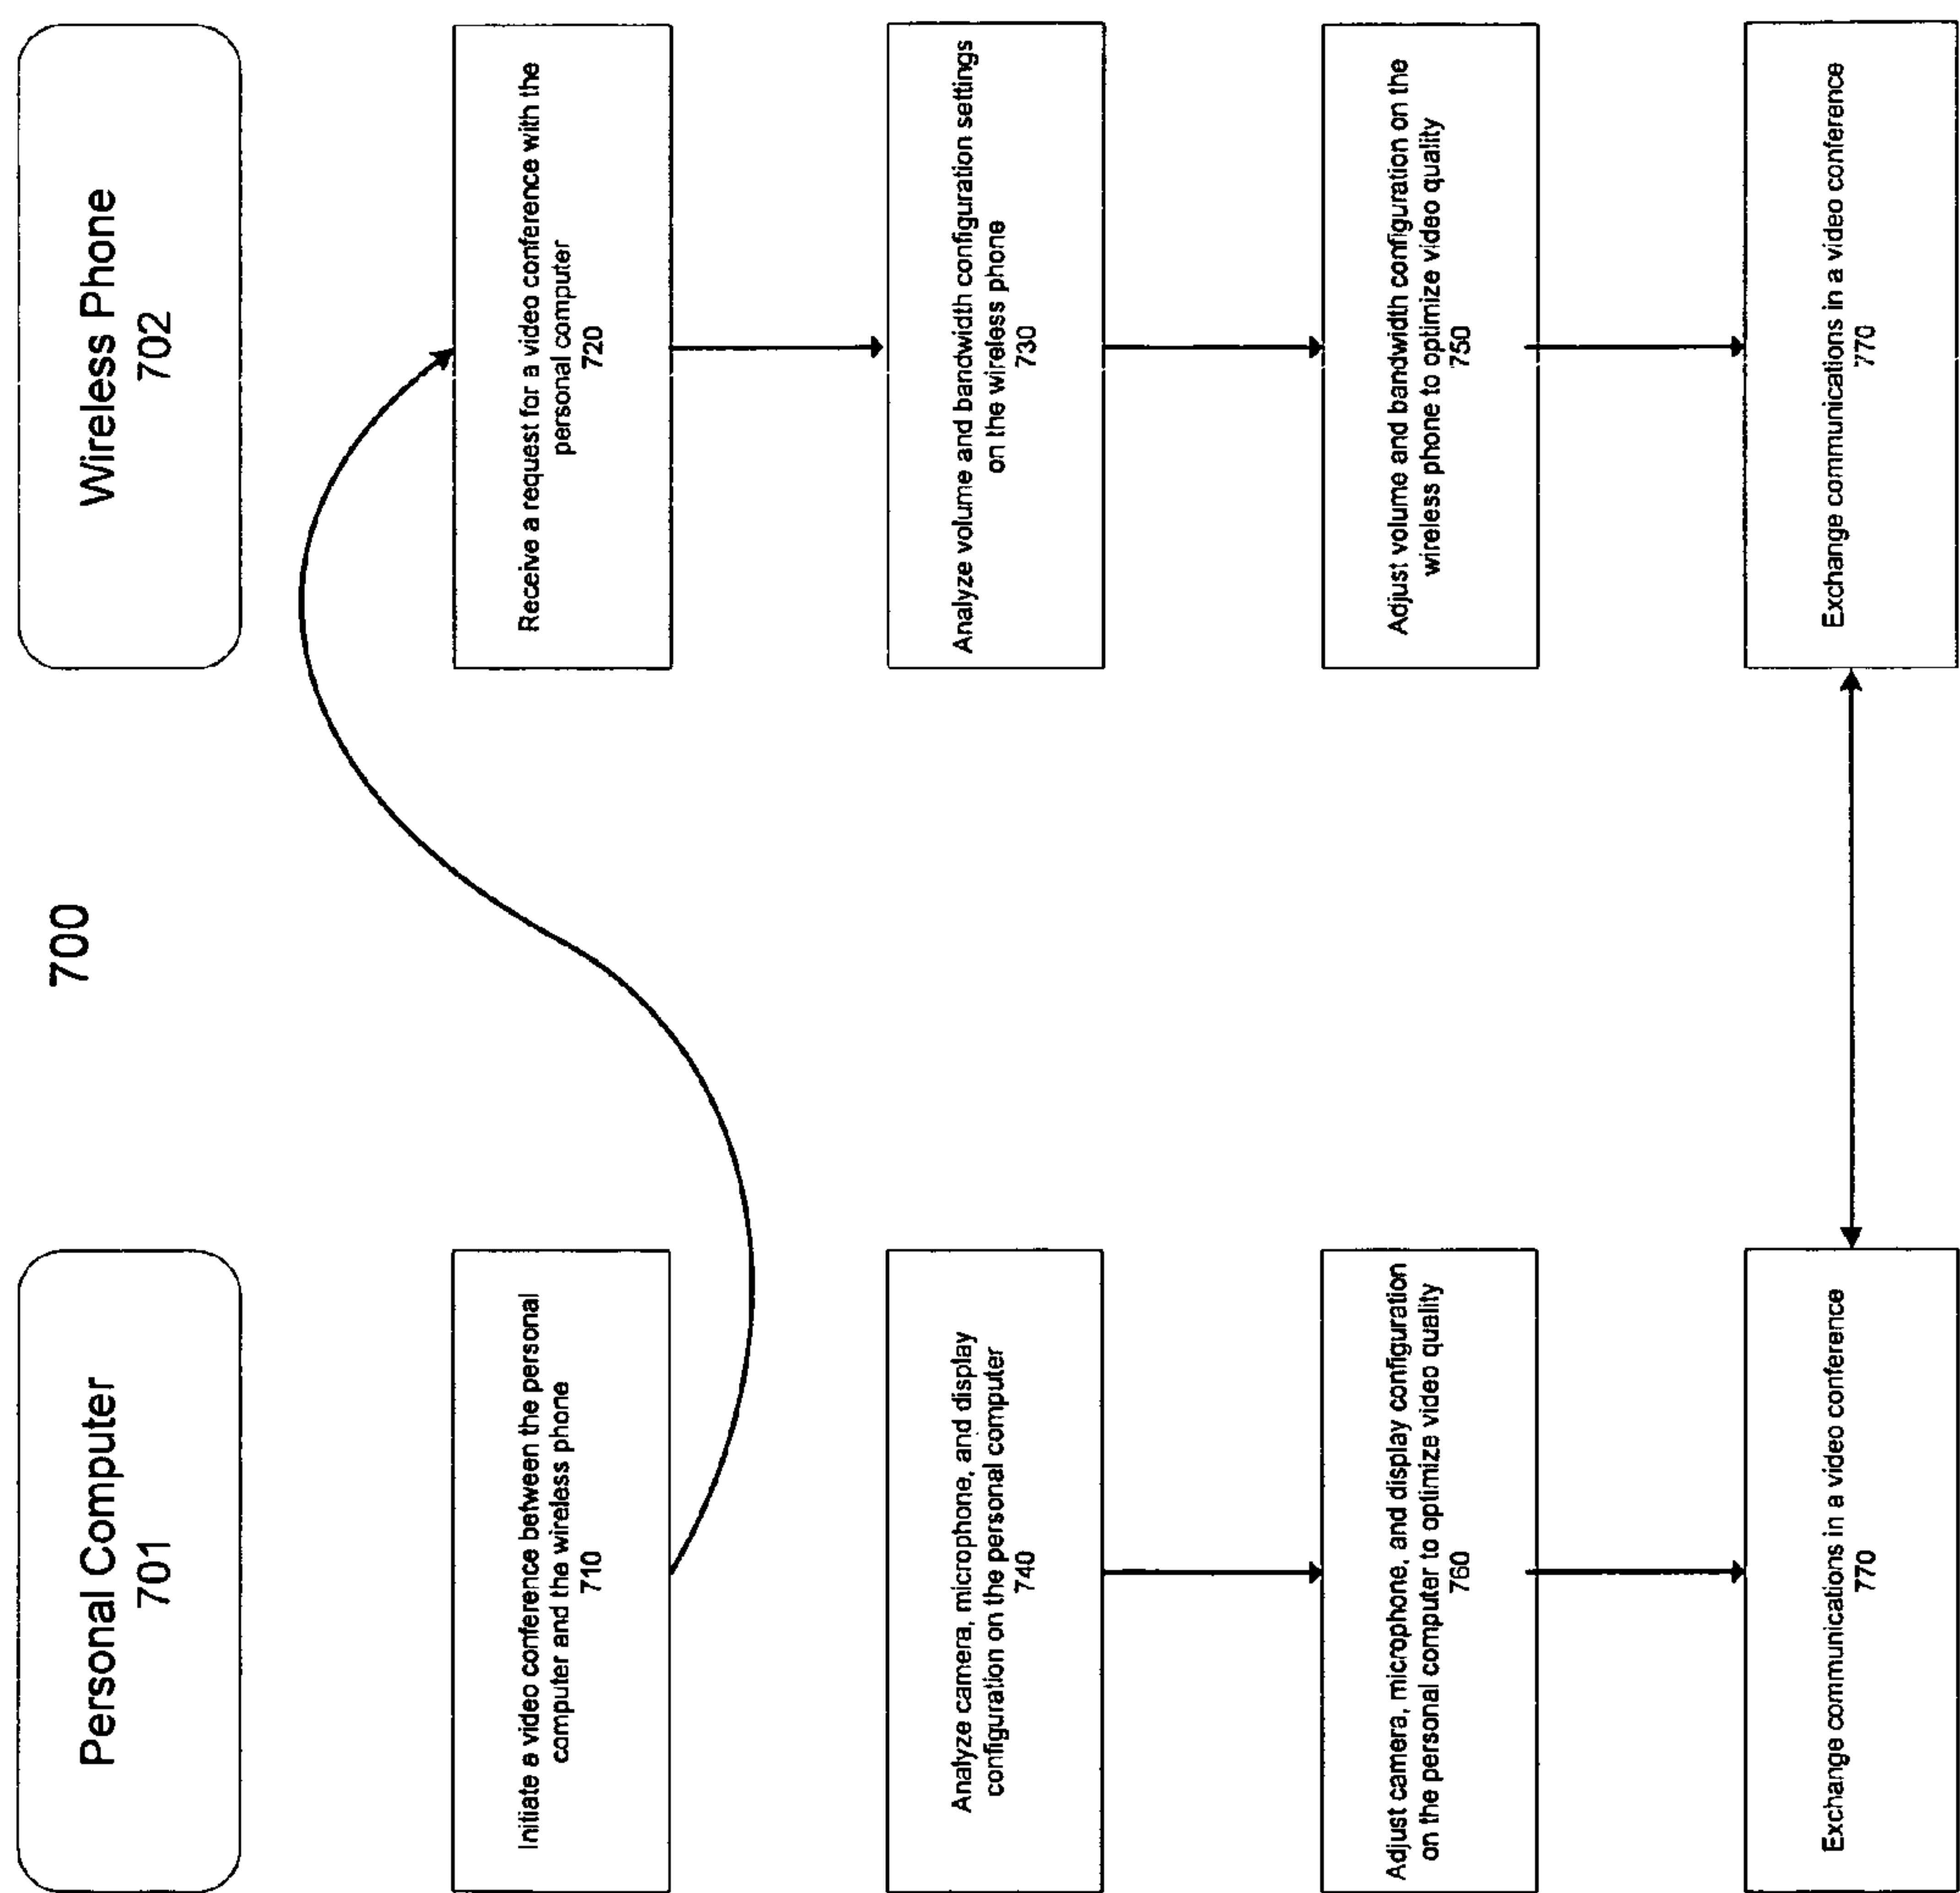 700
Personal Computer
701
Wireless Phone
702
Initiate a video conference between the personal
computer and the wireless phone
710
Receive a request for a video conference with the
personal computer
720
Analyze camera, microphone, and display
configuration on the personal computer
740
Analyze volume and bandwidth configuration settings
on the wireless phone
730
Adjust camera, microphone, and display configuration
on the personal computer to optimize video quality
760
Adjust volume and bandwidth configuration on the
wireless phone to optimize video quality
750
Exchange communications in a video conference
770
Exchange communications in a video conference
770